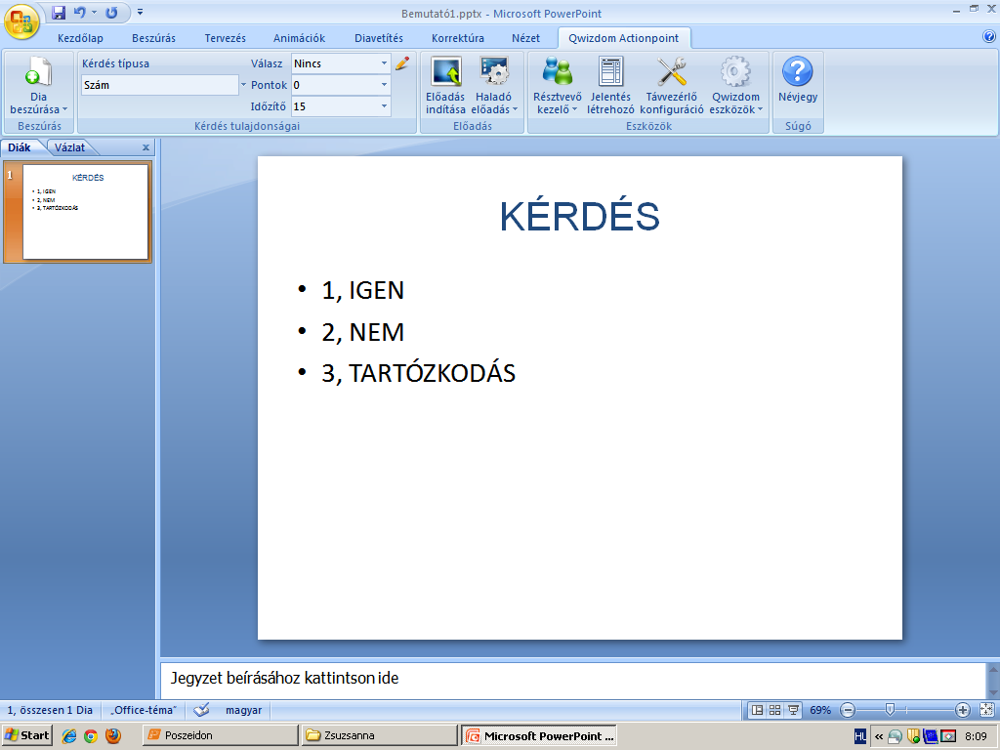 Bemutató1.pptx - Microsoft PowerPoint
Kezdőlap Beszúrás Tervezés Animációk Diavetítés Korrektúra Nézet Qwizdom Actionpoint
Dia beszúrása
Beszúrás
Kérdés típusa
Szám
Válasz Nincs
Pontok 0
Időzítő 15
Kérdés tulajdonságai
Előadás indítása
Haladó előadás
Előadás
Résztvevő kezelő
Jelentés létrehozó
Távvezérlő konfiguráció
Qwizdom eszközök
Eszközök
Névjegy
Súgó
Diák Vázlat x
1
KÉRDÉS
• 1, IGEN
• 2, NEM
• 3, TARTÓZKODÁS
KÉRDÉS
• 1, IGEN
• 2, NEM
• 3, TARTÓZKODÁS
Jegyzet beírásához kattintson ide
1, összesen 1 Dia „Office-téma” magyar 69%
Start Poseidon Zsuzsanna Microsoft PowerPoint ... HU « 8:09